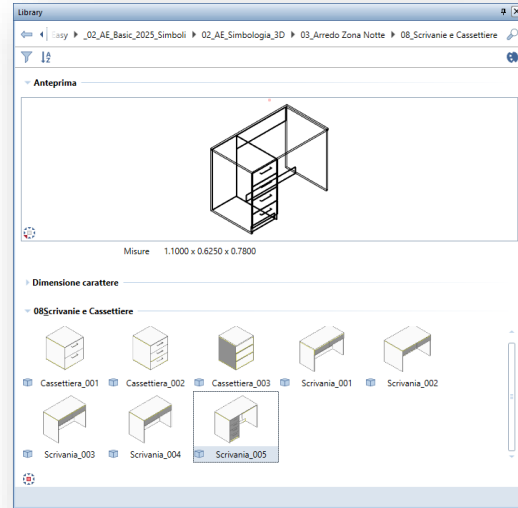 Library
Easy ▸ _02_AE_Basic_2025_Simboli ▸ 02_AE_Simbologia_3D ▸ 03_Arredo Zona Notte ▸ 08_Scrivanie e Cassettiere
Anteprima
Misure 1.1000 x 0.6250 x 0.7800
Dimensione carattere
08Scrivanie e Cassettiere
Cassettiera_001 Cassettiera_002 Cassettiera_003 Scrivania_001 Scrivania_002
Scrivania_003 Scrivania_004 Scrivania_005